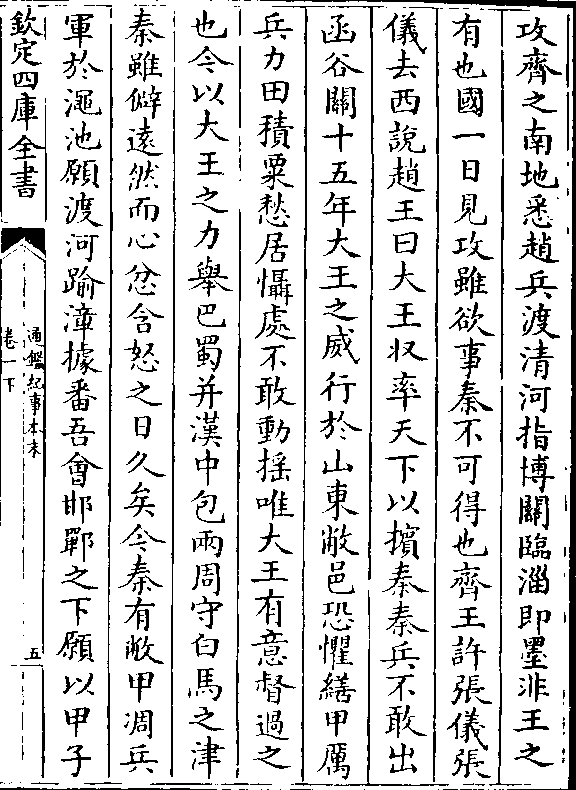 攻齊之南地悉趙兵渡清河指博關臨淄即墨非王之
有也國一日見攻雖欲事秦不可得也齊王許張儀張
儀去西說趙王曰大王收率天下以擯秦秦兵不敢出
函谷關十五年大王之威行於山東敝邑恐懼繕甲厲
兵力田積粟愁居懾處不敢動揺唯大王有意督過之
也今以大王之力舉巴蜀并漢中包兩周守白馬之津
秦雖僻遠然而心忿含怒之日久矣今秦有敝甲凋兵
軍於澠池願渡河踰漳據番吾會邯鄲之下願以甲子
欽定四庫全書
通鑑紀事本末
卷一下
五